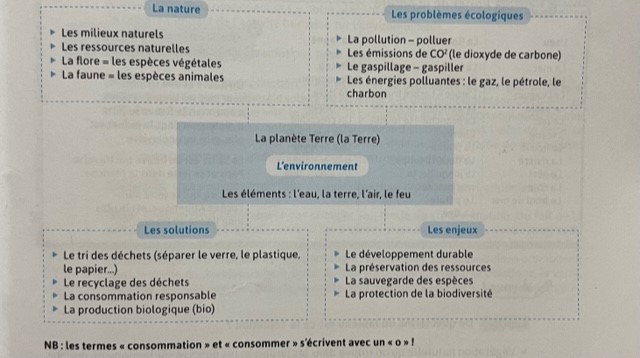 La nature
▸ Les milieux naturels
▸ Les ressources naturelles
▸ La flore = les espèces végétales
▸ La faune = les espèces animales
Les problèmes écologiques
▸ La pollution – polluer
▸ Les émissions de CO² (le dioxyde de carbone)
▸ Le gaspillage – gaspiller
▸ Les énergies polluantes : le gaz, le pétrole, le
charbon
La planète Terre (la Terre)
L'environnement
Les éléments : l'eau, la terre, l'air, le feu
Les solutions
▸ Le tri des déchets (séparer le verre, le plastique,
le papier...)
▸ Le recyclage des déchets
▸ La consommation responsable
▸ La production biologique (bio)
Les enjeux
▸ Le développement durable
▸ La préservation des ressources
▸ La sauvegarde des espèces
▸ La protection de la biodiversité
NB : les termes « consommation » et « consommer » s'écrivent avec un « o » !